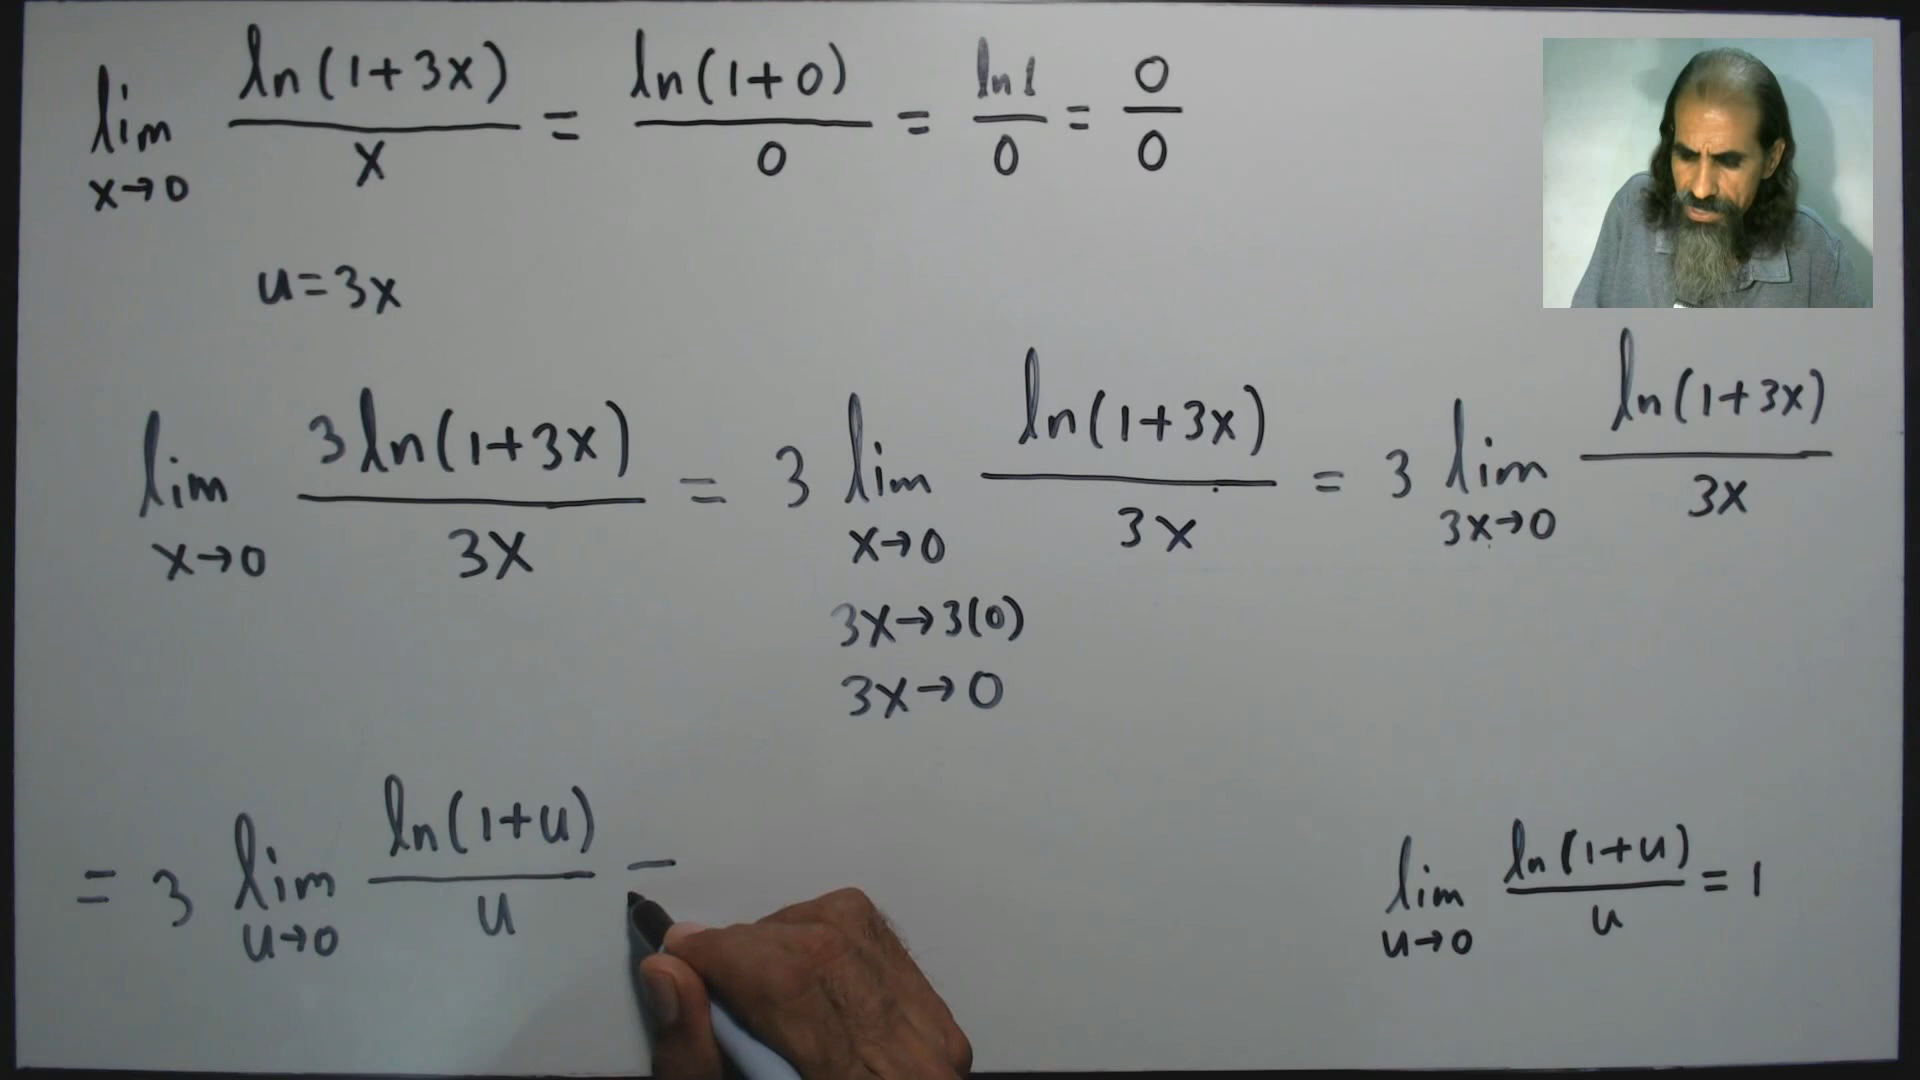 lim x→0 ln(1+3x)/x = ln(1+0)/0 = ln1/0 = 0/0
u=3x
lim x→0 3ln(1+3x)/3x = 3 lim x→0 ln(1+3x)/3x = 3 lim 3x→0 ln(1+3x)/3x
3x→3(0)
3x→0
= 3 lim u→0 ln(1+u)/u =
lim u→0 ln(1+u)/u = 1